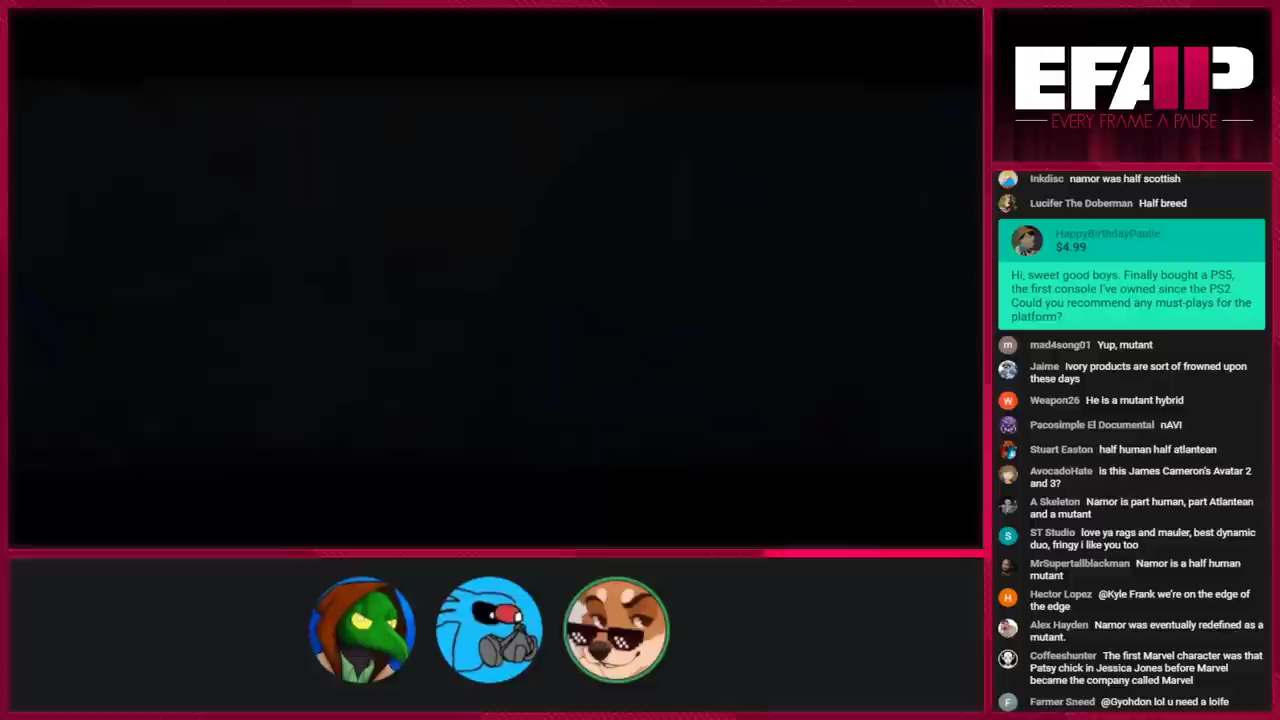 EFAP
EVERY FRAME A PAUSE
Inkdisc namor was half scottish
Lucifer The Doberman Half breed
HappyBirthdayPaulie
$4.99
Hi, sweet good boys. Finally bought a PS5,
the first console I've owned since the PS2
Could you recommend any must-plays for the
platform?
m mad4song01 Yup, mutant
Jaime Ivory products are sort of frowned upon
these days
W Weapon26 He is a mutant hybrid
Pacosimple El Documental nAVI
Stuart Easton half human half atlantean
AvocadoHate is this James Cameron's Avatar 2
and 3?
A Skeleton Namor is part human, part Atlantean
and a mutant
S ST Studio love ya rags and mauler, best dynamic
duo, fringy i like you too
MrSupertallblackman Namor is a half human
mutant
H Hector Lopez @Kyle Frank we're on the edge of
the edge
Alex Hayden Namor was eventually redefined as a
mutant.
Coffeeshunter The first Marvel character was that
Patsy chick in Jessica Jones before Marvel
became the company called Marvel
F Farmer Sneed @Gyohdon lol u need a loife